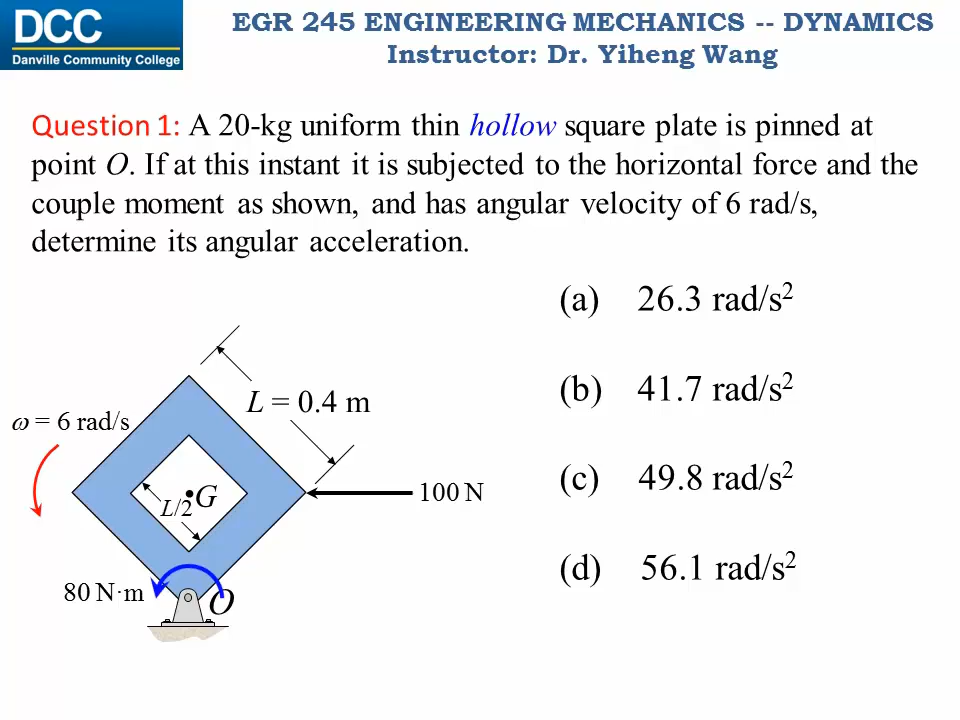 DCC
Danville Community College
EGR 245 ENGINEERING MECHANICS -- DYNAMICS
Instructor: Dr. Yiheng Wang
Question 1: A 20-kg uniform thin hollow square plate is pinned at
point O. If at this instant it is subjected to the horizontal force and the
couple moment as shown, and has angular velocity of 6 rad/s,
determine its angular acceleration.
(a) 26.3 rad/s²
(b) 41.7 rad/s²
(c) 49.8 rad/s²
(d) 56.1 rad/s²
L = 0.4 m
ω = 6 rad/s
G
L/2
100 N
80 N·m
O